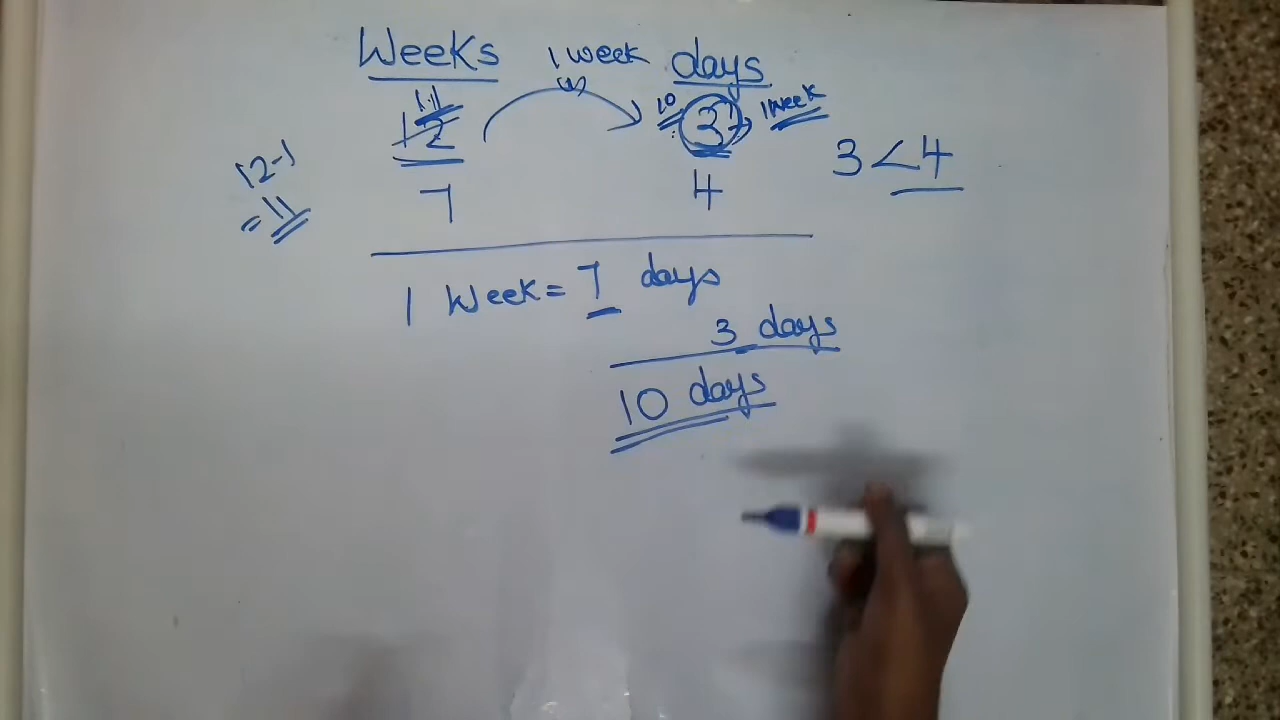 Weeks 1 week days
11 10 1 week
12 3 3 < 4
12-1
= 11
7 4
1 Week = 7 days
3 days
10 days